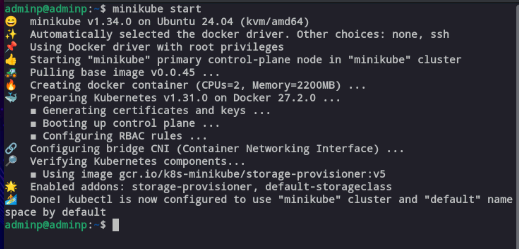 adminp@adminp:~$ minikube start
😄 minikube v1.34.0 on Ubuntu 24.04 (kvm/amd64)
✨ Automatically selected the docker driver. Other choices: none, ssh
📌 Using Docker driver with root privileges
👍 Starting "minikube" primary control-plane node in "minikube" cluster
🚜 Pulling base image v0.0.45 ...
🔥 Creating docker container (CPUs=2, Memory=2200MB) ...
🐳 Preparing Kubernetes v1.31.0 on Docker 27.2.0 ...
▪ Generating certificates and keys ...
▪ Booting up control plane ...
▪ Configuring RBAC rules ...
🔗 Configuring bridge CNI (Container Networking Interface) ...
🔎 Verifying Kubernetes components...
▪ Using image gcr.io/k8s-minikube/storage-provisioner:v5
🌟 Enabled addons: storage-provisioner, default-storageclass
🏄 Done! kubectl is now configured to use "minikube" cluster and "default" name
space by default
adminp@adminp:~$